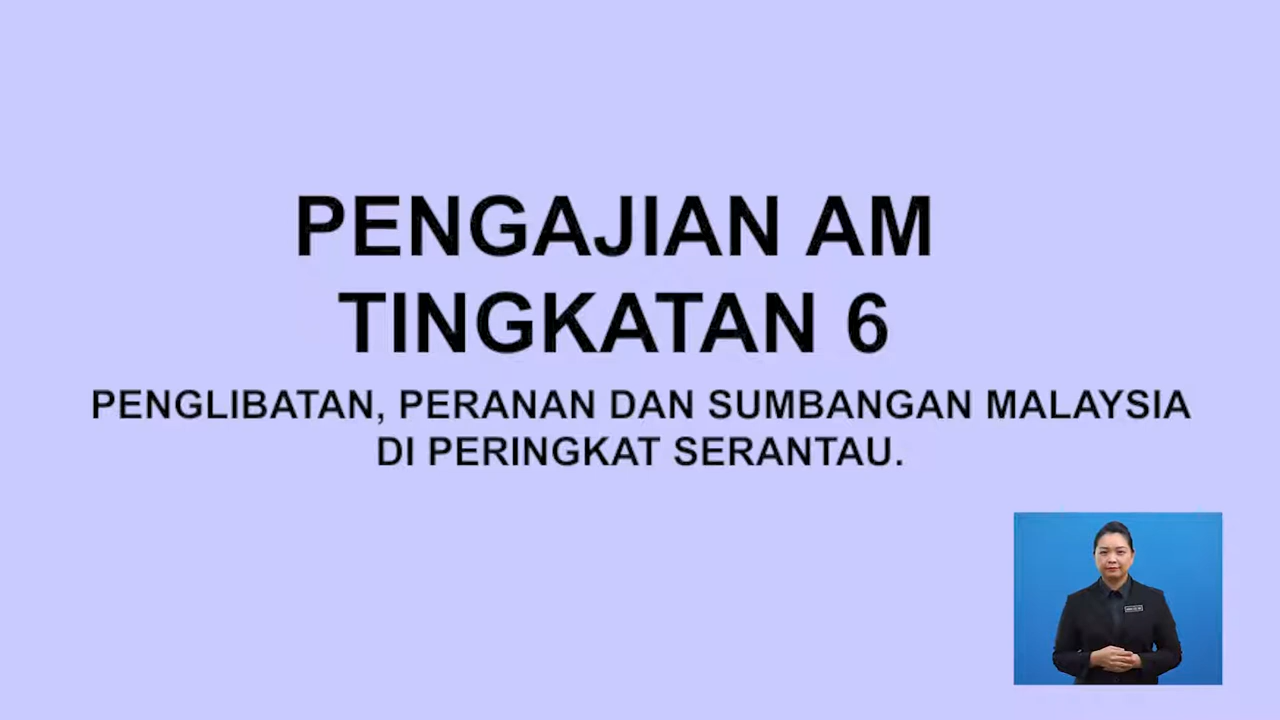 PENGAJIAN AM
TINGKATAN 6
PENGLIBATAN, PERANAN DAN SUMBANGAN MALAYSIA
DI PERINGKAT SERANTAU.